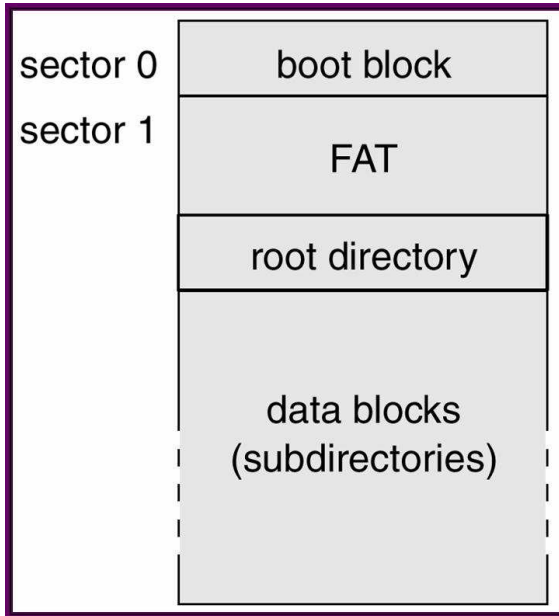 sector 0
boot block
sector 1
FAT
root directory
data blocks
(subdirectories)